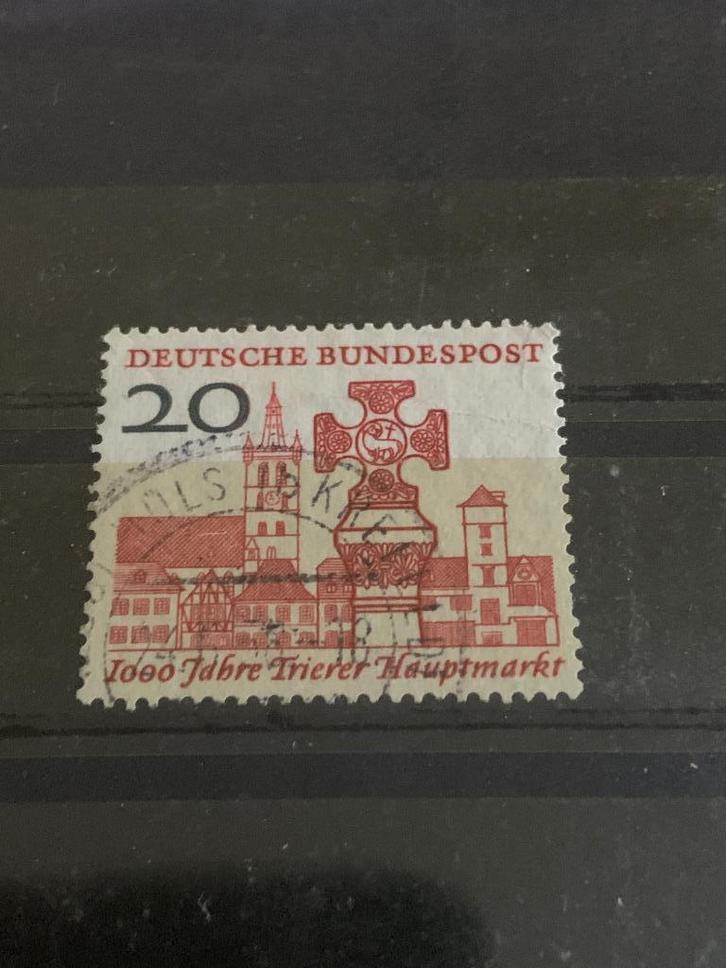 DEUTSCHE BUNDESPOST
20
1000 Jahre Trierer Hauptmarkt